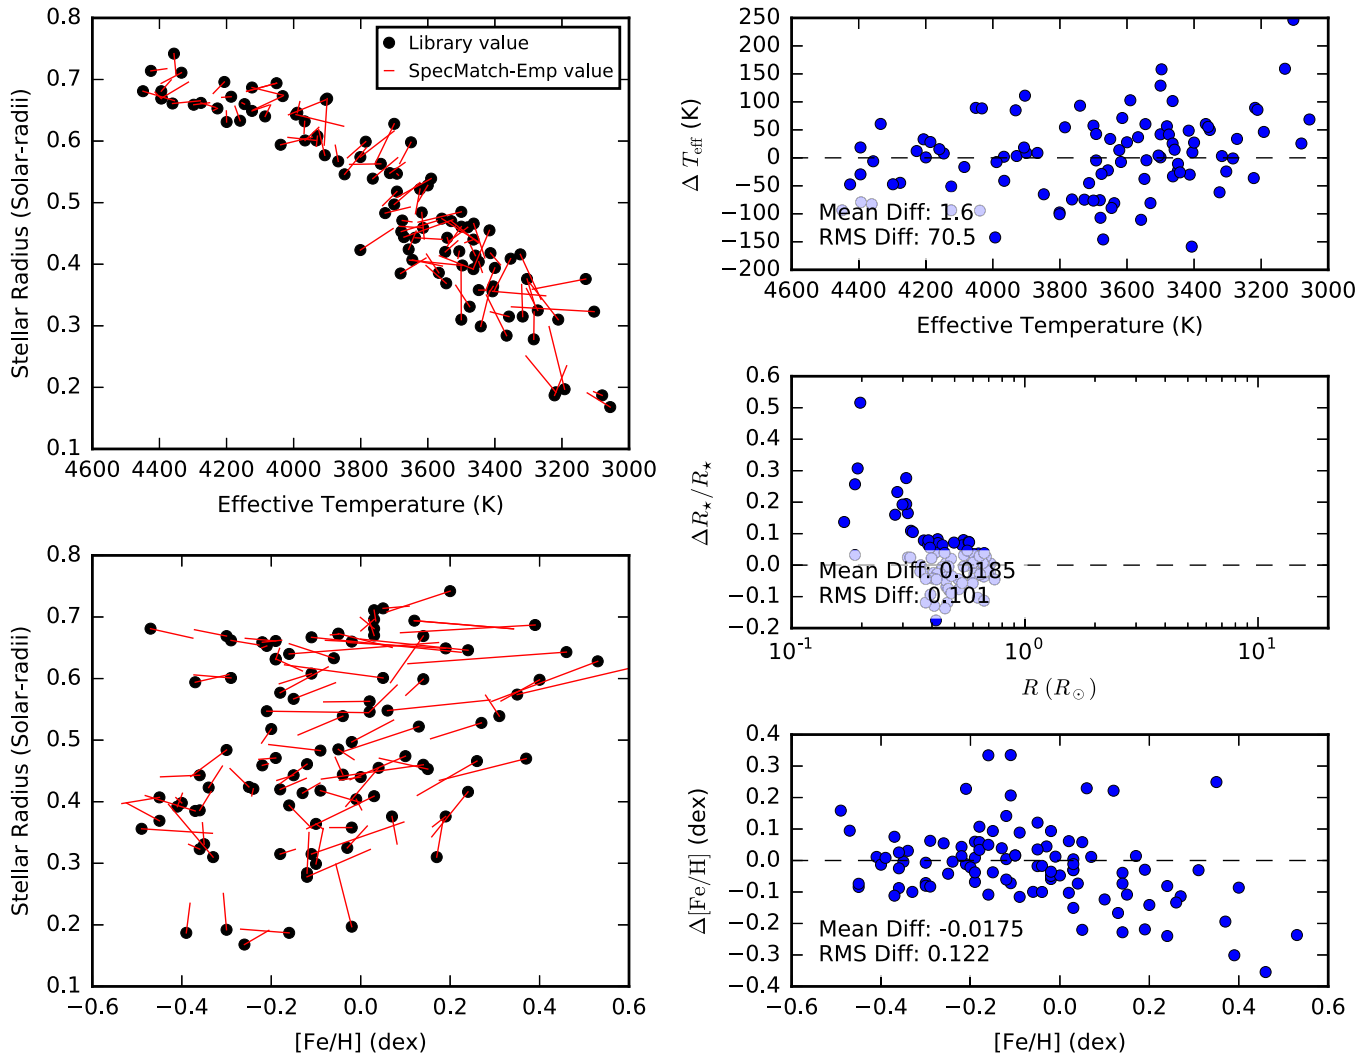 0.8
0.7
0.6
0.5
0.4
0.3
0.2
0.1
Stellar Radius (Solar-radii)
Library value
SpecMatch-Emp value
4600 4400 4200 4000 3800 3600 3400 3200 3000
Effective Temperature (K)
250
200
150
100
50
0
−50
−100
−150
−200
Δ T_eff (K)
Mean Diff: 1.6
RMS Diff: 70.5
4600 4400 4200 4000 3800 3600 3400 3200 3000
Effective Temperature (K)
0.6
0.5
0.4
0.3
0.2
0.1
0.0
−0.1
−0.2
ΔR⋆/R⋆
Mean Diff: 0.0185
RMS Diff: 0.101
10⁻¹ 10⁰ 10¹
R (R⊙)
0.8
0.7
0.6
0.5
0.4
0.3
0.2
0.1
Stellar Radius (Solar-radii)
−0.6 −0.4 −0.2 0.0 0.2 0.4 0.6
[Fe/H] (dex)
0.4
0.3
0.2
0.1
0.0
−0.1
−0.2
−0.3
−0.4
Δ[Fe/H] (dex)
Mean Diff: -0.0175
RMS Diff: 0.122
−0.6 −0.4 −0.2 0.0 0.2 0.4 0.6
[Fe/H] (dex)